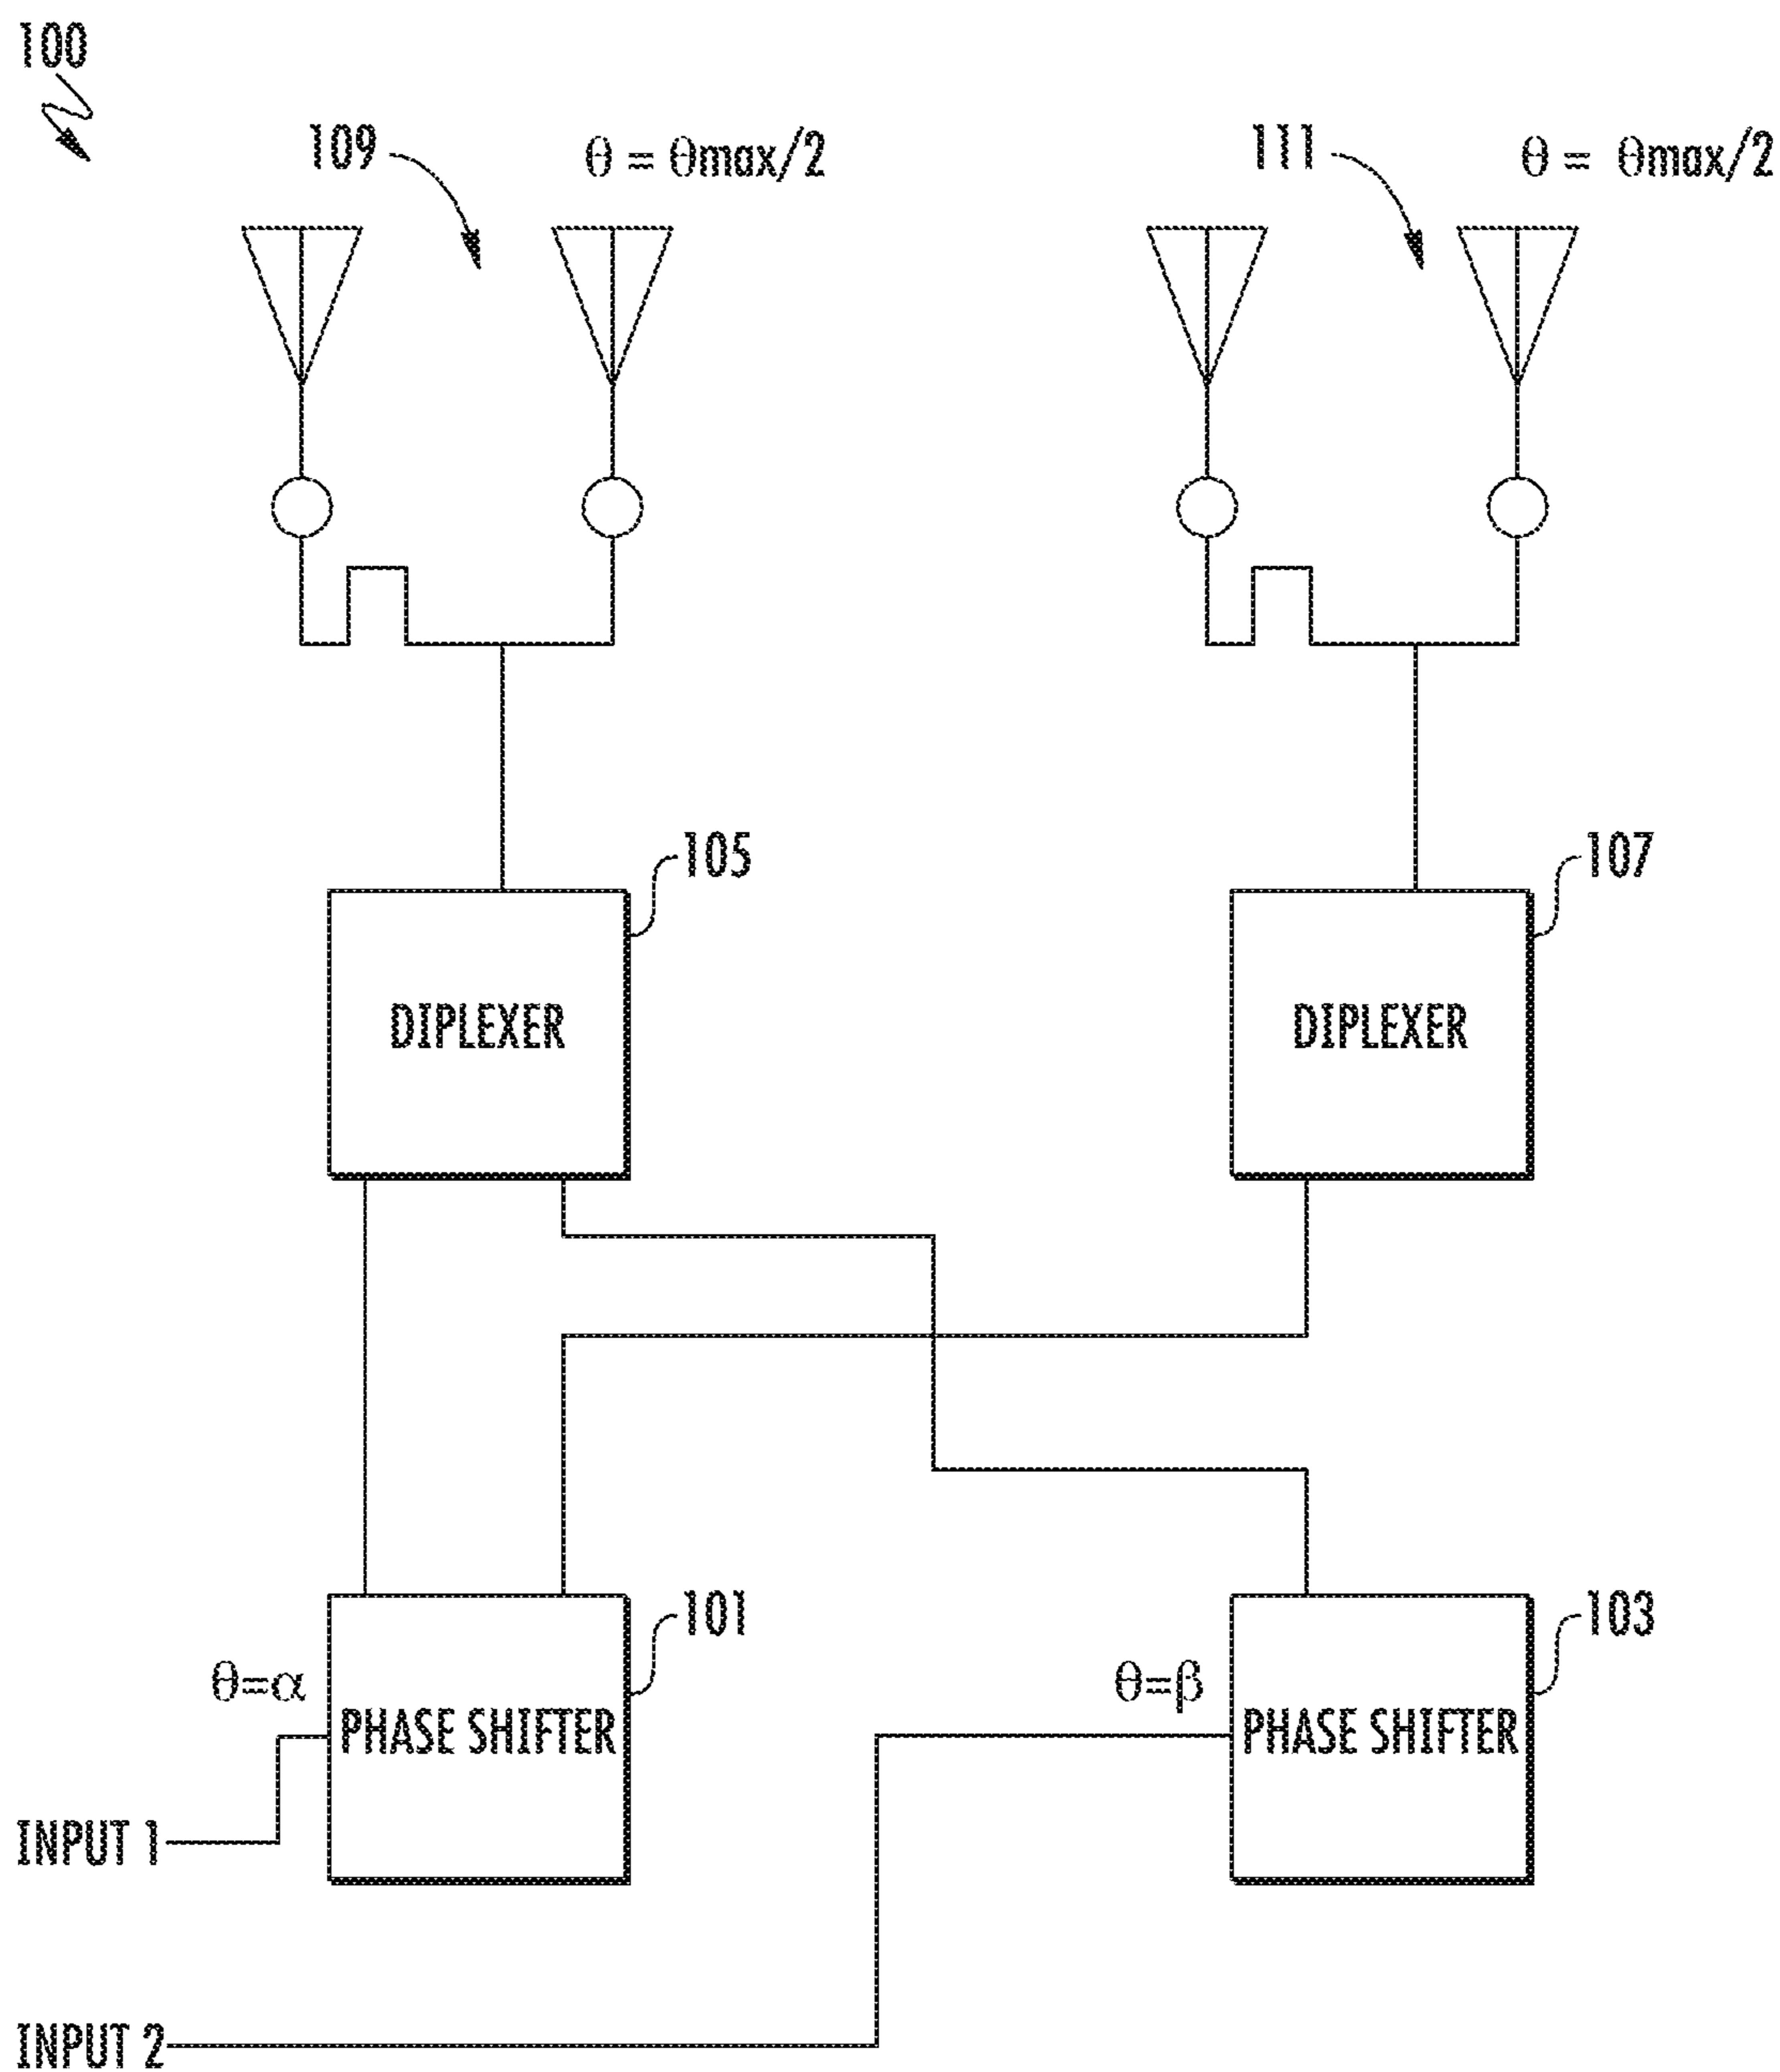 100
109
θ = θmax/2
111
θ = θmax/2
105
107
DIPLEXER
DIPLEXER
101
103
θ=α
θ=β
PHASE SHIFTER
PHASE SHIFTER
INPUT 1
INPUT 2